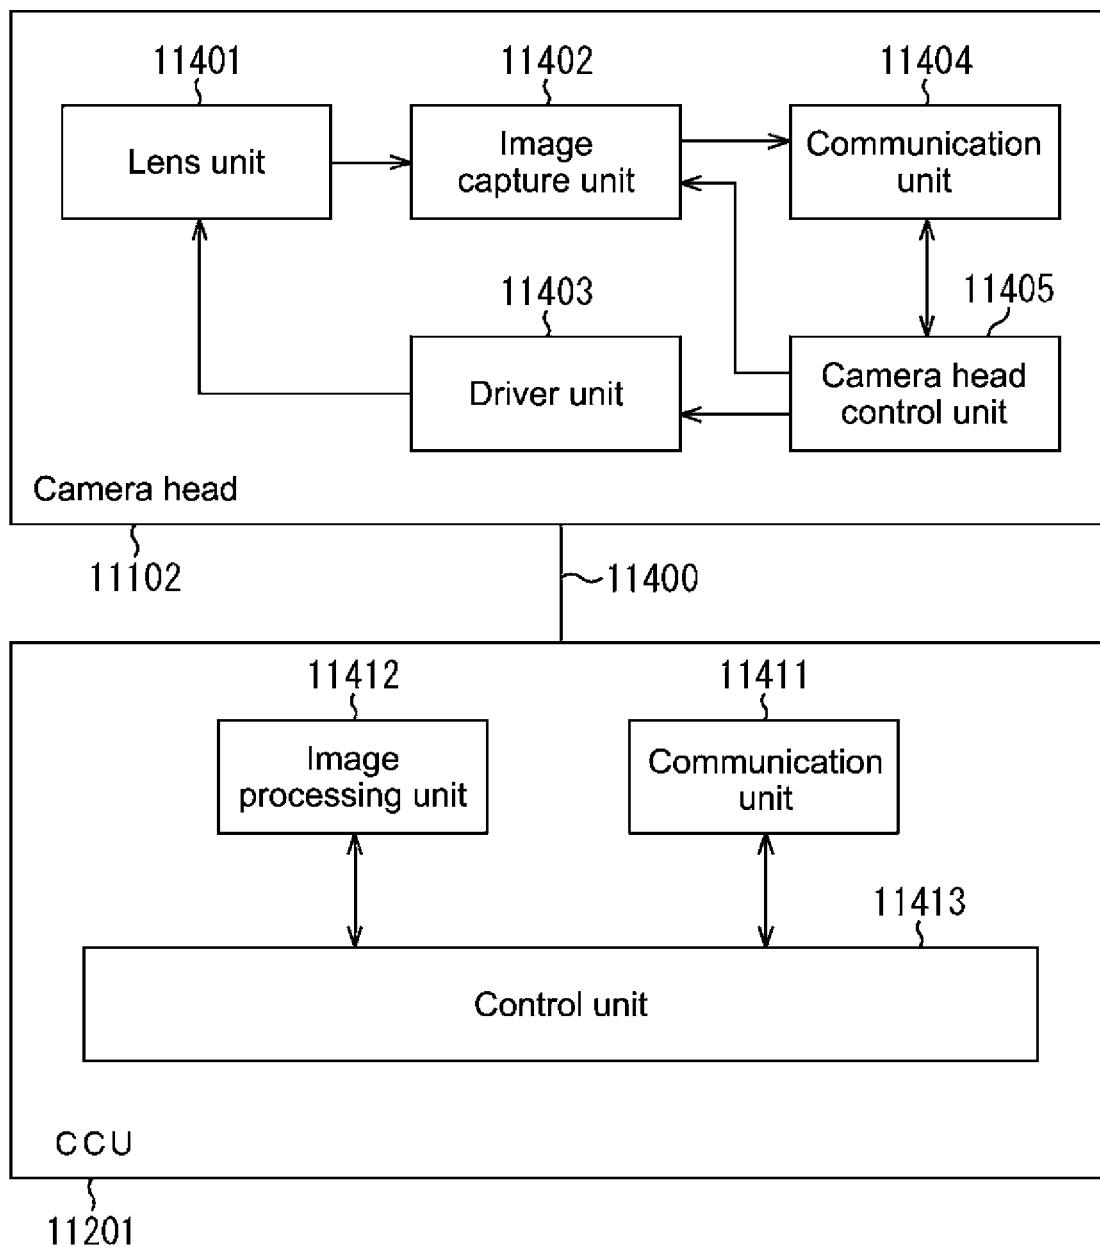 11401
11402
11404
Lens unit
Image
capture unit
Communication
unit
11403
11405
Driver unit
Camera head
control unit
Camera head
11102
11400
11412
11411
Image
processing unit
Communication
unit
11413
Control unit
CCU
11201